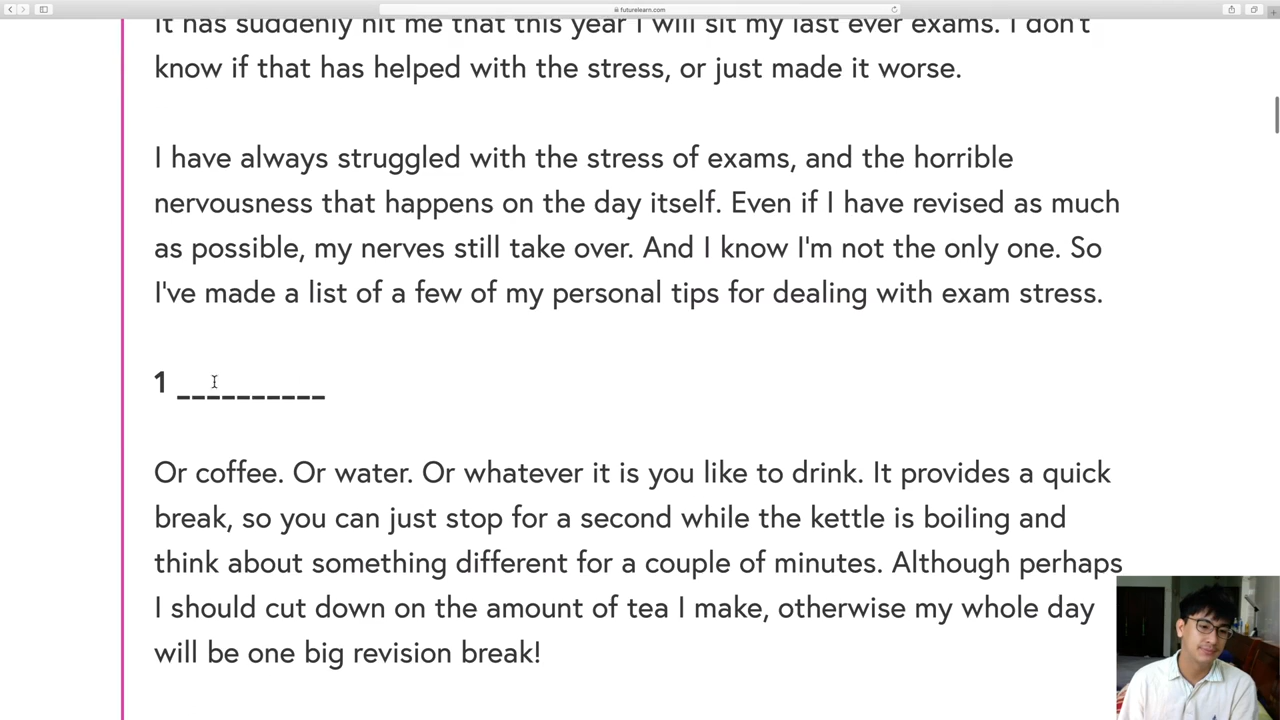 futurelearn.com
It has suddenly hit me that this year I will sit my last ever exams. I don't
know if that has helped with the stress, or just made it worse.
I have always struggled with the stress of exams, and the horrible
nervousness that happens on the day itself. Even if I have revised as much
as possible, my nerves still take over. And I know I'm not the only one. So
I've made a list of a few of my personal tips for dealing with exam stress.
1 __________
Or coffee. Or water. Or whatever it is you like to drink. It provides a quick
break, so you can just stop for a second while the kettle is boiling and
think about something different for a couple of minutes. Although perhaps
I should cut down on the amount of tea I make, otherwise my whole day
will be one big revision break!